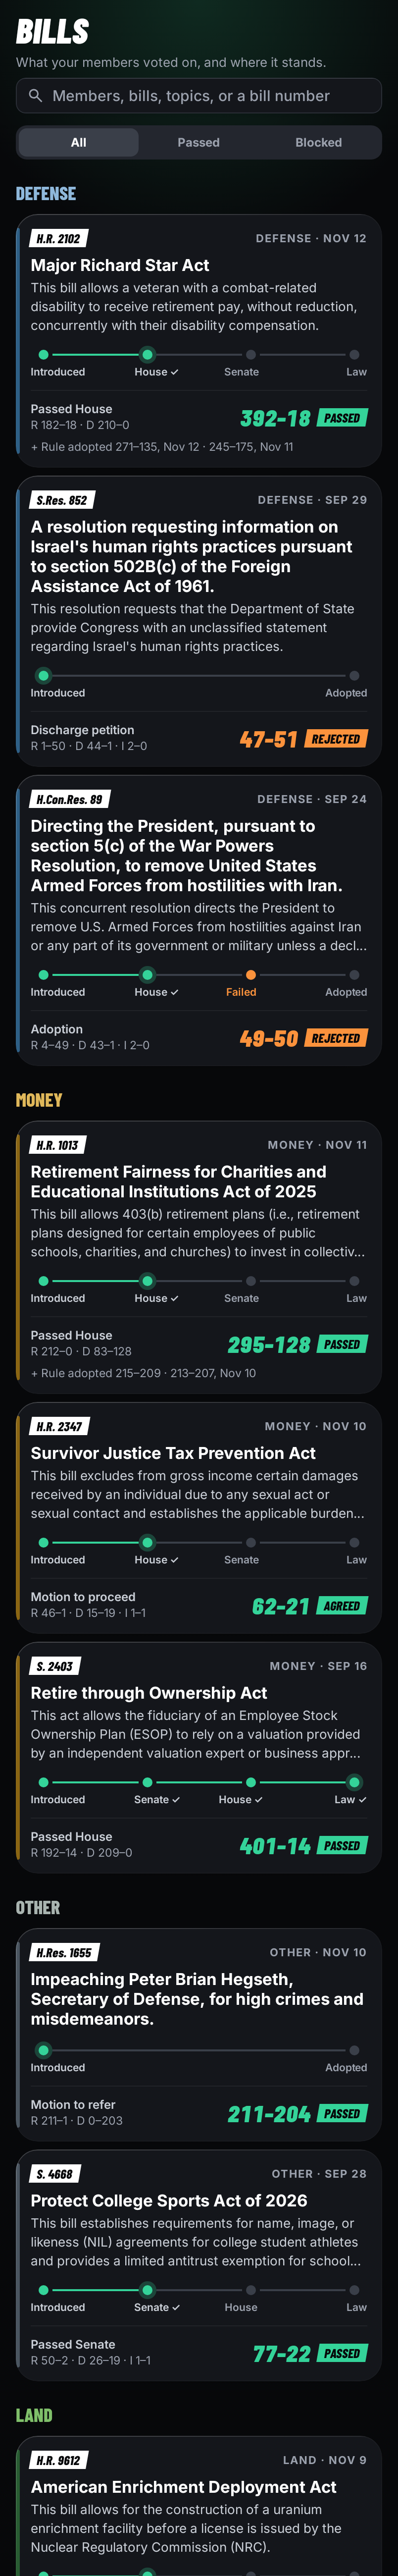 BILLS
What your members voted on, and where it stands.
Members, bills, topics, or a bill number
All Passed Blocked
DEFENSE
H.R. 2102 DEFENSE · NOV 12
Major Richard Star Act
This bill allows a veteran with a combat-related
disability to receive retirement pay, without reduction,
concurrently with their disability compensation.
Introduced House ✓ Senate Law
Passed House
R 182–18 · D 210–0
392-18 PASSED
+ Rule adopted 271–135, Nov 12 · 245–175, Nov 11
S.Res. 852 DEFENSE · SEP 29
A resolution requesting information on
Israel's human rights practices pursuant
to section 502B(c) of the Foreign
Assistance Act of 1961.
This resolution requests that the Department of State
provide Congress with an unclassified statement
regarding Israel's human rights practices.
Introduced Adopted
Discharge petition
R 1–50 · D 44–1 · I 2–0
47-51 REJECTED
H.Con.Res. 89 DEFENSE · SEP 24
Directing the President, pursuant to
section 5(c) of the War Powers
Resolution, to remove United States
Armed Forces from hostilities with Iran.
This concurrent resolution directs the President to
remove U.S. Armed Forces from hostilities against Iran
or any part of its government or military unless a decl...
Introduced House ✓ Failed Adopted
Adoption
R 4–49 · D 43–1 · I 2–0
49-50 REJECTED
MONEY
H.R. 1013 MONEY · NOV 11
Retirement Fairness for Charities and
Educational Institutions Act of 2025
This bill allows 403(b) retirement plans (i.e., retirement
plans designed for certain employees of public
schools, charities, and churches) to invest in collectiv...
Introduced House ✓ Senate Law
Passed House
R 212–0 · D 83–128
295-128 PASSED
+ Rule adopted 215–209 · 213–207, Nov 10
H.R. 2347 MONEY · NOV 10
Survivor Justice Tax Prevention Act
This bill excludes from gross income certain damages
received by an individual due to any sexual act or
sexual contact and establishes the applicable burden...
Introduced House ✓ Senate Law
Motion to proceed
R 46–1 · D 15–19 · I 1–1
62-21 AGREED
S. 2403 MONEY · SEP 16
Retire through Ownership Act
This act allows the fiduciary of an Employee Stock
Ownership Plan (ESOP) to rely on a valuation provided
by an independent valuation expert or business appr...
Introduced Senate ✓ House ✓ Law ✓
Passed House
R 192–14 · D 209–0
401-14 PASSED
OTHER
H.Res. 1655 OTHER · NOV 10
Impeaching Peter Brian Hegseth,
Secretary of Defense, for high crimes and
misdemeanors.
Introduced Adopted
Motion to refer
R 211–1 · D 0–203
211-204 PASSED
S. 4668 OTHER · SEP 28
Protect College Sports Act of 2026
This bill establishes requirements for name, image, or
likeness (NIL) agreements for college student athletes
and provides a limited antitrust exemption for school...
Introduced Senate ✓ House Law
Passed Senate
R 50–2 · D 26–19 · I 1–1
77-22 PASSED
LAND
H.R. 9612 LAND · NOV 9
American Enrichment Deployment Act
This bill allows for the construction of a uranium
enrichment facility before a license is issued by the
Nuclear Regulatory Commission (NRC).